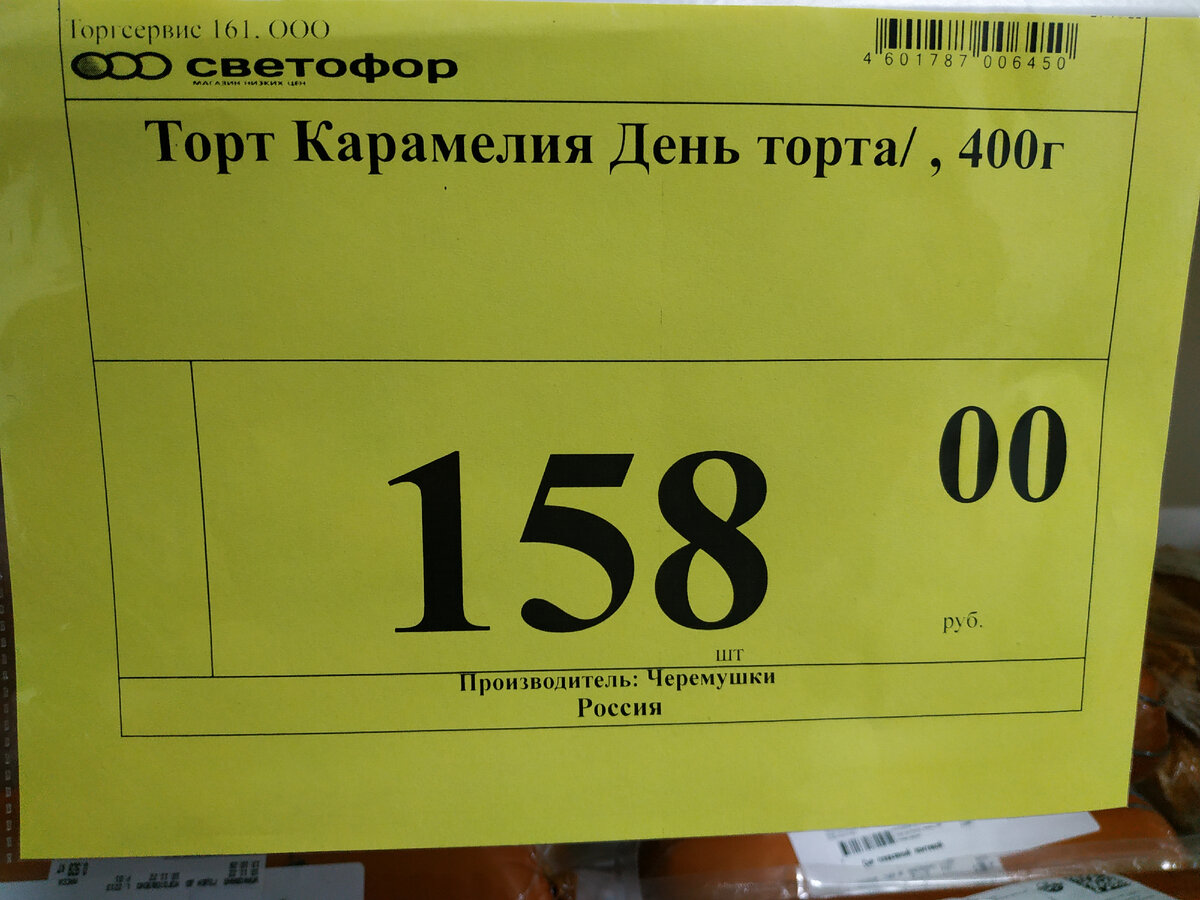 Торгсервис 161. ООО
светофор
МАГАЗИН НИЗКИХ ЦЕН
4 601787 006450
Торт Карамелия День торта/ , 400г
158 00
руб.
шт
Производитель: Черемушки
Россия